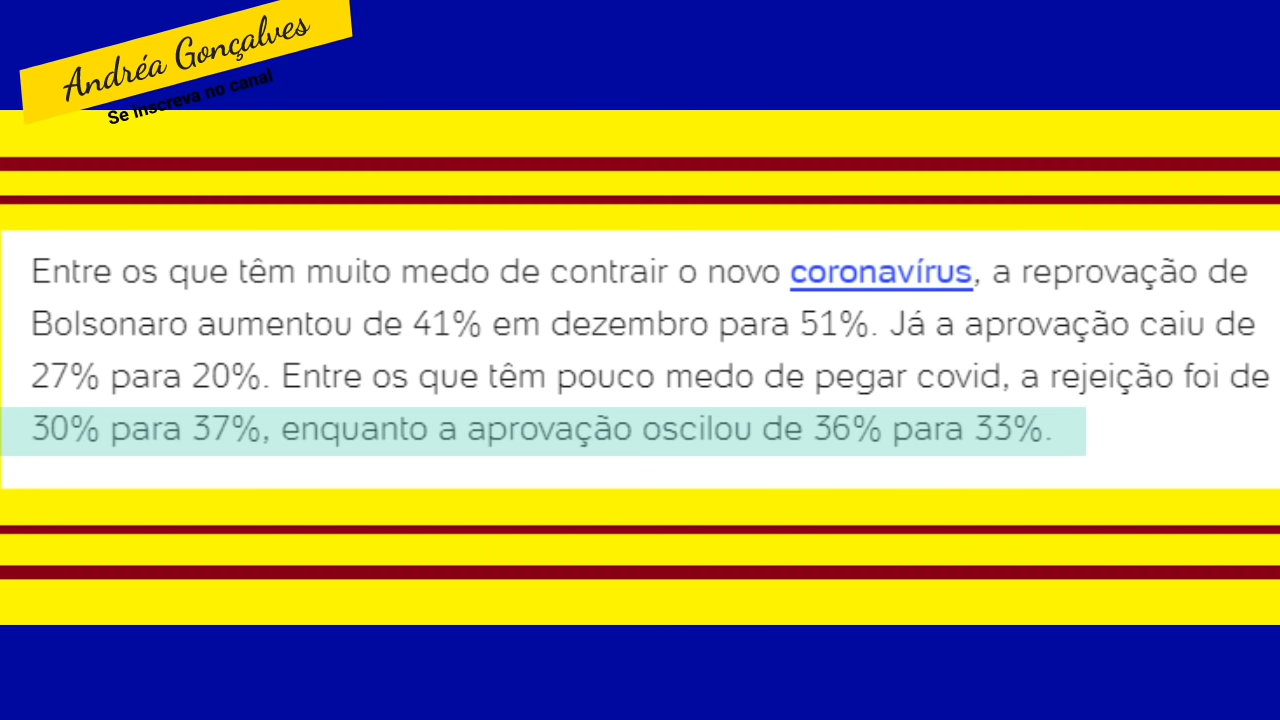 Andréa Gonçalves
Se inscreva no canal
Entre os que têm muito medo de contrair o novo coronavírus, a reprovação de
Bolsonaro aumentou de 41% em dezembro para 51%. Já a aprovação caiu de
27% para 20%. Entre os que têm pouco medo de pegar covid, a rejeição foi de
30% para 37%, enquanto a aprovação oscilou de 36% para 33%.